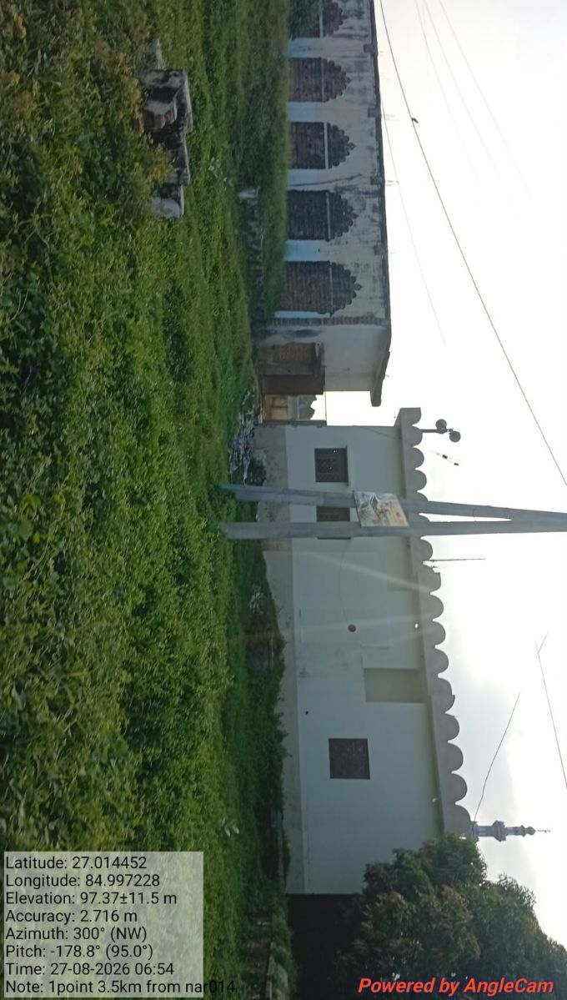 Latitude: 27.014452
Longitude: 84.997228
Elevation: 97.37±11.5 m
Accuracy: 2.716 m
Azimuth: 300° (NW)
Pitch: -178.8° (95.0°)
Time: 27-08-2026 06:54
Note: 1point 3.5km from nar014
Powered by AngleCam